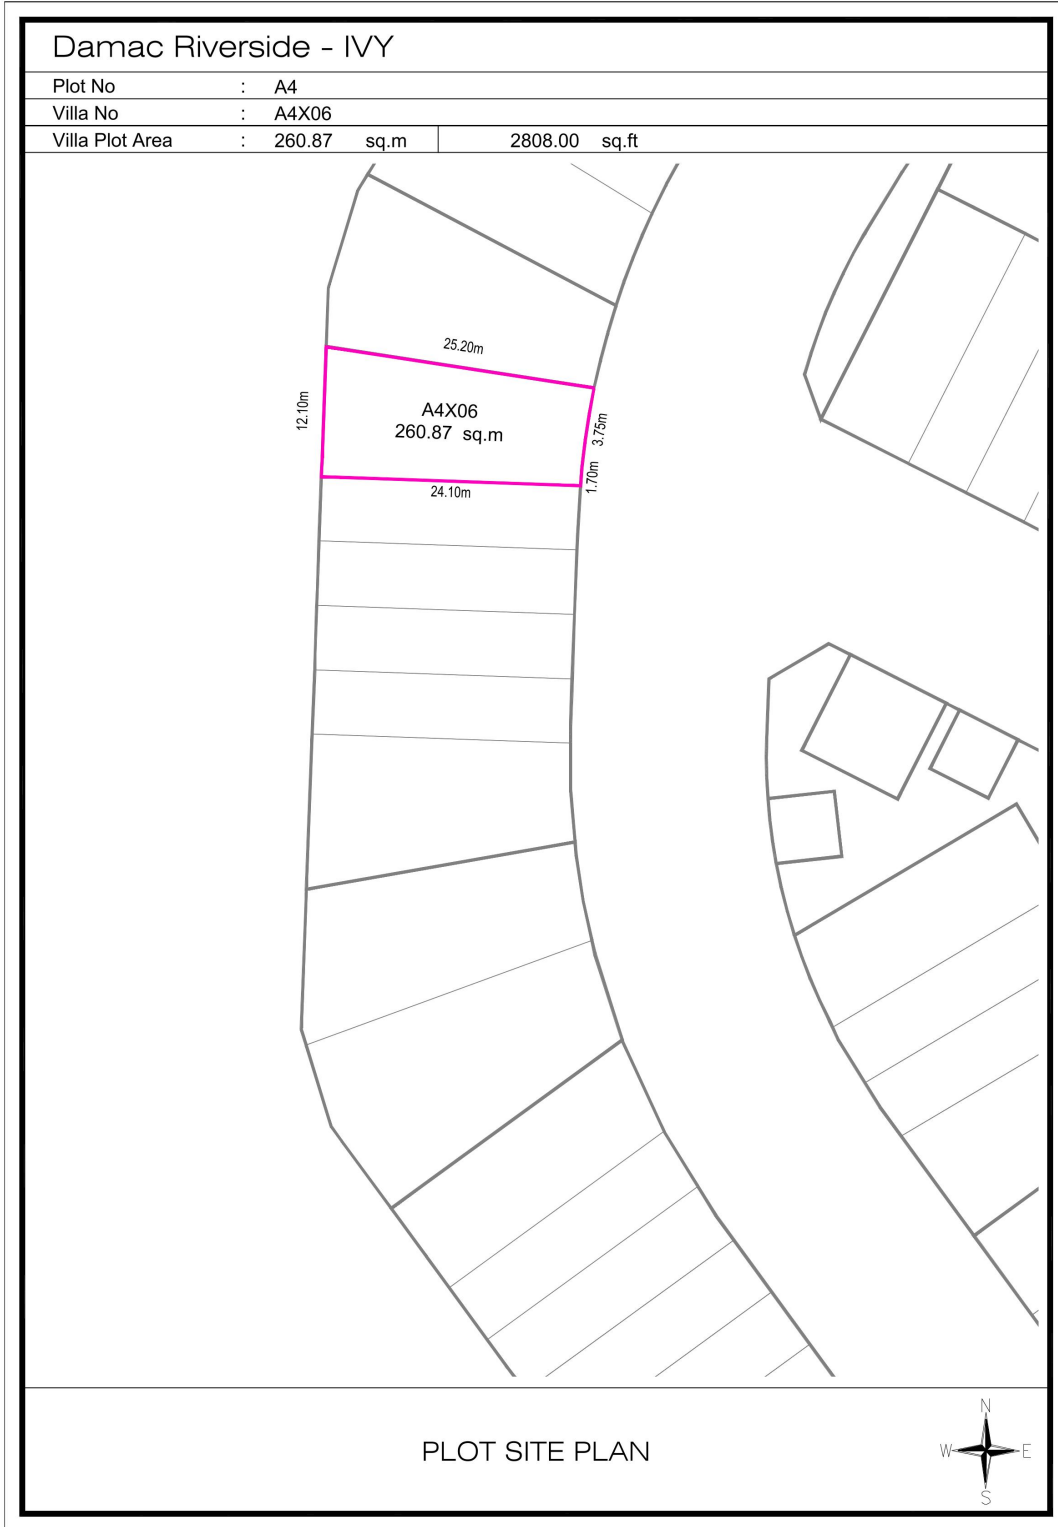 Damac Riverside - IVY
Plot No : A4
Villa No : A4X06
Villa Plot Area : 260.87 sq.m 2808.00 sq.ft
25.20m
12.10m
A4X06
260.87 sq.m
3.75m
1.70m
24.10m
PLOT SITE PLAN
N
W E
S